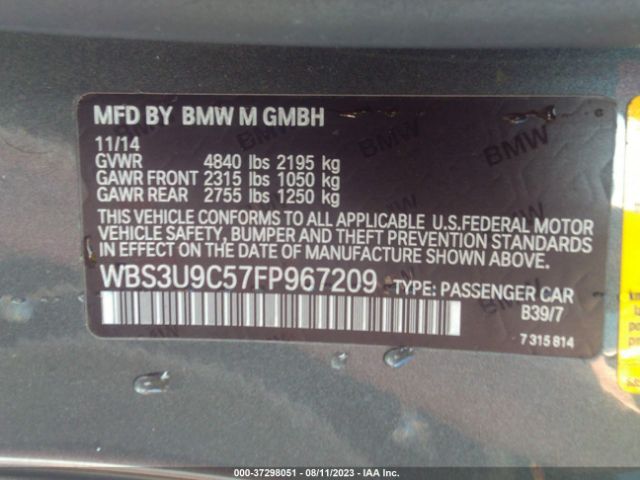 MFD BY BMW M GMBH
11/14
GVWR 4840 lbs 2195 kg
GAWR FRONT 2315 lbs 1050 kg
GAWR REAR 2755 lbs 1250 kg
THIS VEHICLE CONFORMS TO ALL APPLICABLE U.S.FEDERAL MOTOR
VEHICLE SAFETY, BUMPER, AND THEFT PREVENTION STANDARDS
IN EFFECT ON THE DATE OF MANUFACTURE SHOWN ABOVE.
WBS3U9C57FP967209 TYPE: PASSENGER CAR
B39/7
7 315 814
000-37298051 - 08/11/2023 - IAA Inc.